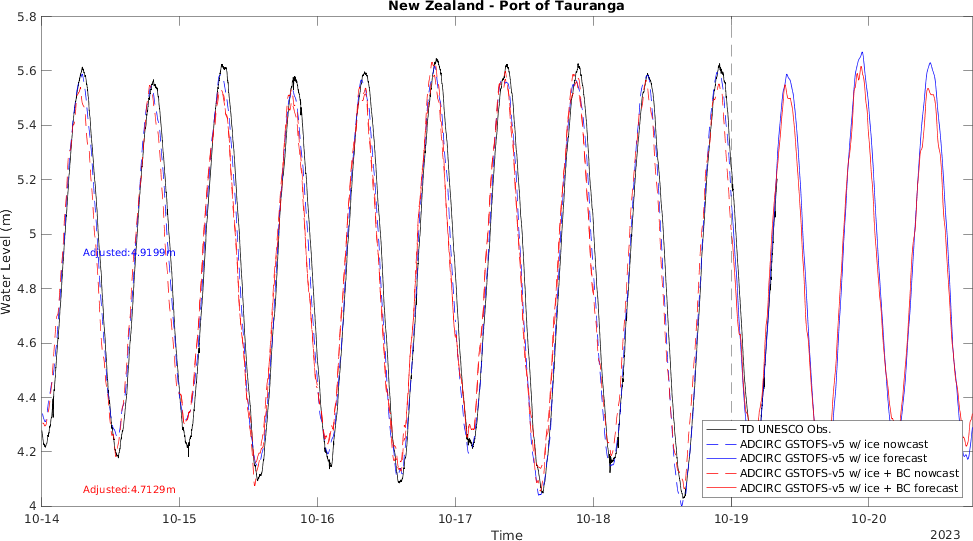 New Zealand - Port of Tauranga
5.8
5.6
5.4
5.2
5
4.8
4.6
4.4
4.2
4
Water Level (m)
Adjusted:4.9199m
Adjusted:4.7129m
TD UNESCO Obs.
ADCIRC GSTOFS-v5 w/ ice nowcast
ADCIRC GSTOFS-v5 w/ ice forecast
ADCIRC GSTOFS-v5 w/ ice + BC nowcast
ADCIRC GSTOFS-v5 w/ ice + BC forecast
10-14 10-15 10-16 10-17 10-18 10-19 10-20
Time
2023